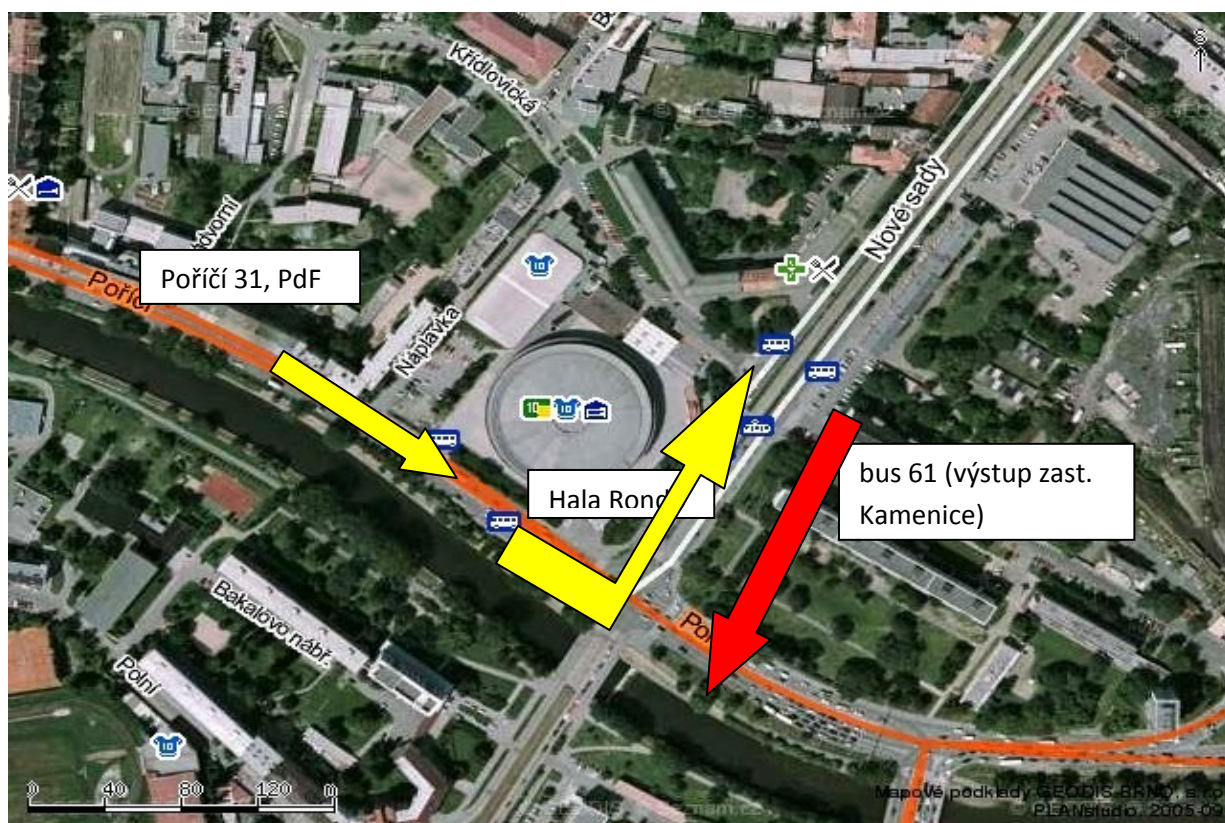 S
Křídlovická
Nové sady
Poříčí 31, PdF
Poříčí
Náplavka
bus 61 (výstup zast.
Kamenice)
Hala Rond
Bakalovo nábř.
Polní
0 40 80 120 m
Mapové podklady GEODIS BRNO, s.r.o
PLANstudio, 2005-09